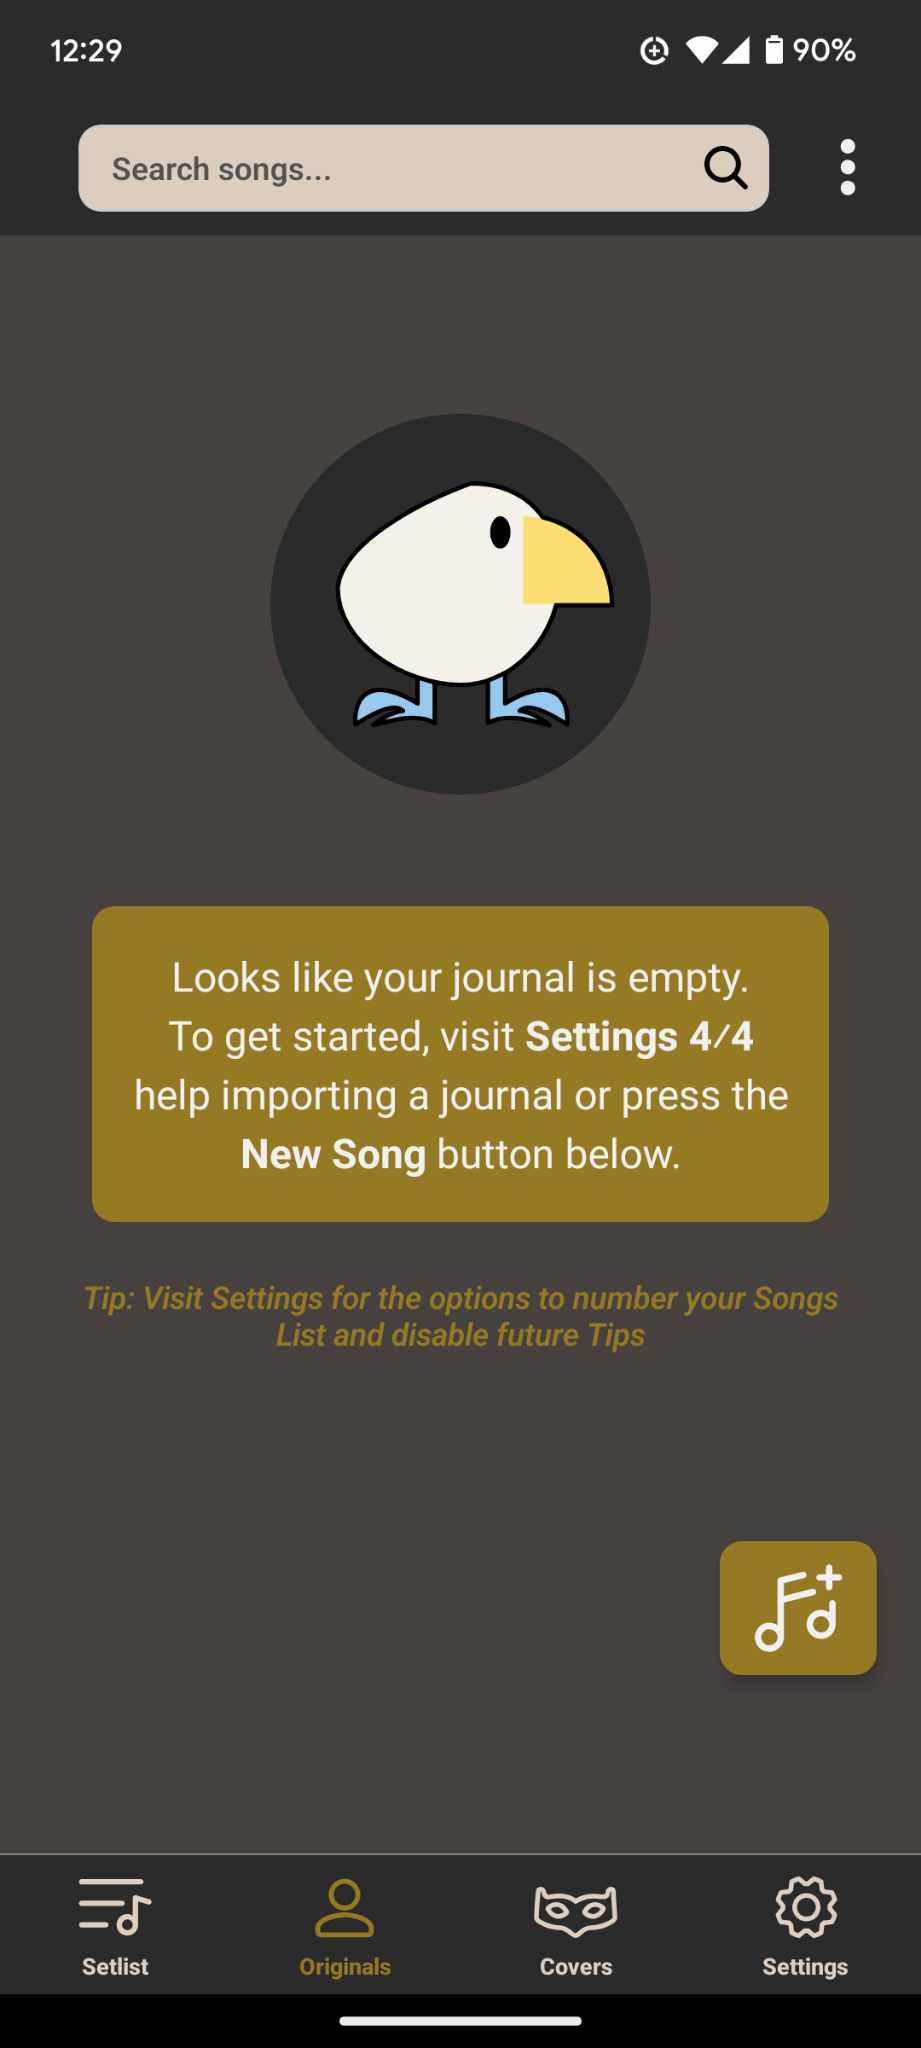 12:29
90%
Search songs...
Looks like your journal is empty.
To get started, visit Settings 4/4
help importing a journal or press the
New Song button below.
Tip: Visit Settings for the options to number your Songs
List and disable future Tips
Setlist
Originals
Covers
Settings